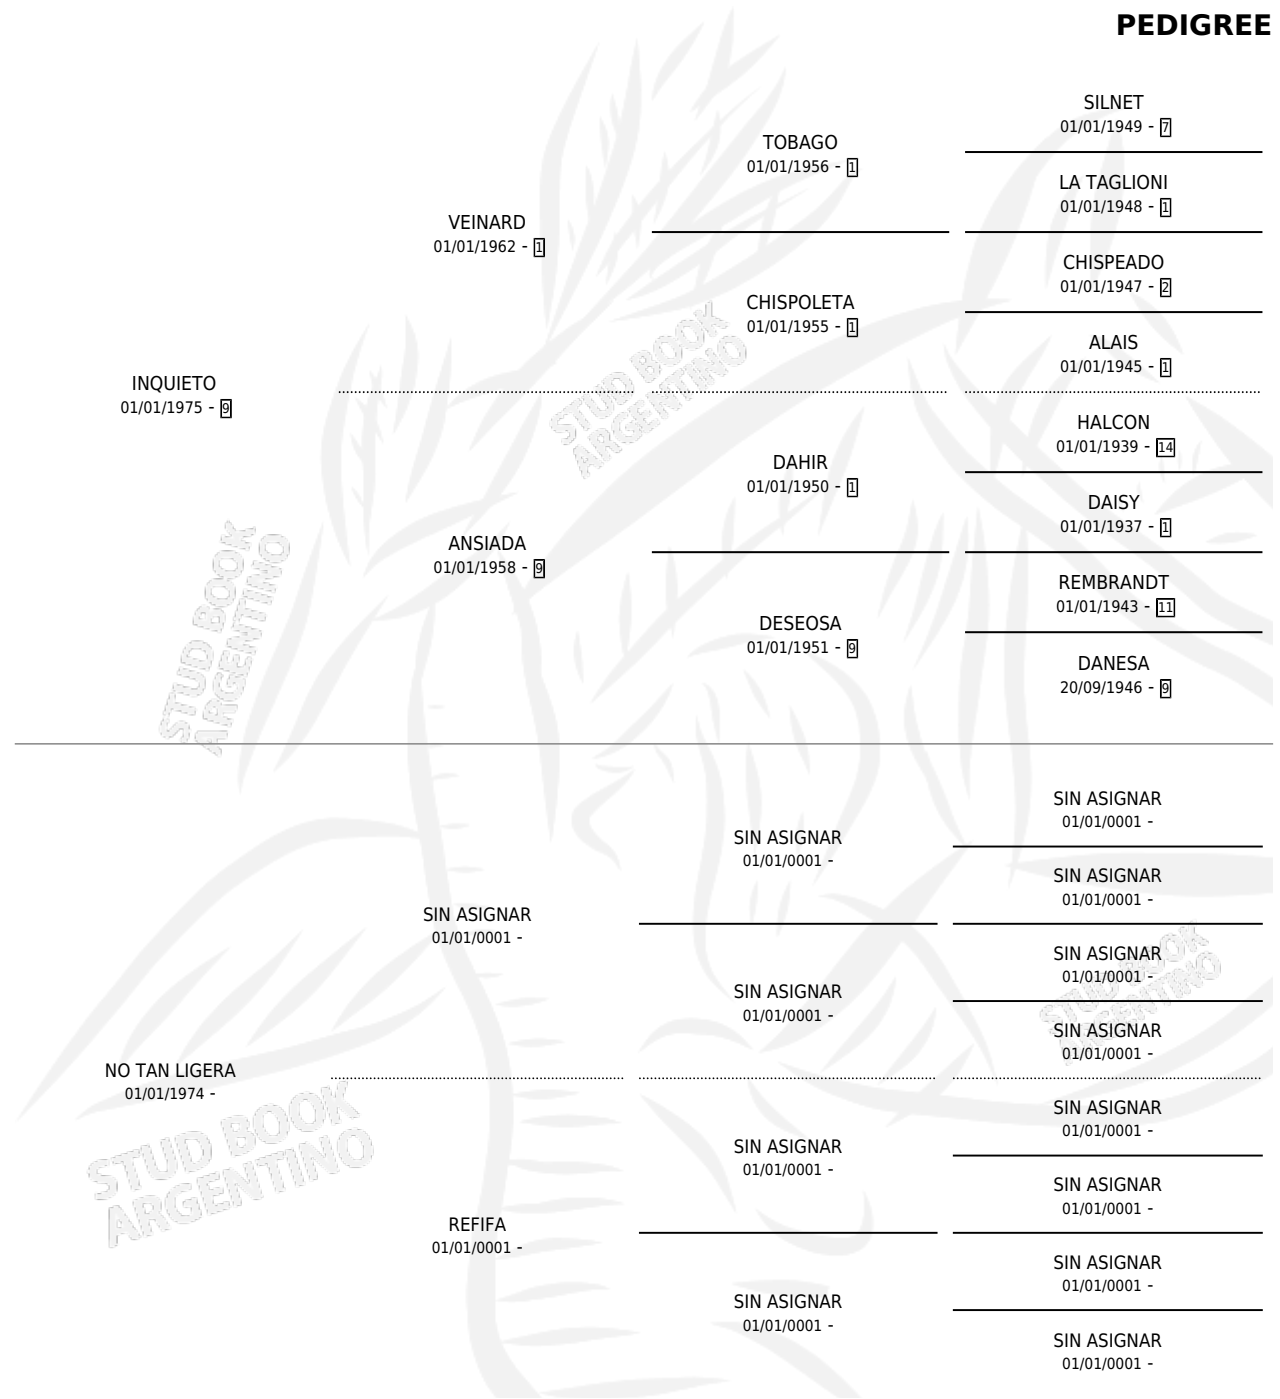 PEDIGREE
SILNET
01/01/1949 - 7
TOBAGO
01/01/1956 - 1
LA TAGLIONI
01/01/1948 - 1
VEINARD
01/01/1962 - 1
CHISPEADO
01/01/1947 - 2
CHISPOLETA
01/01/1955 - 1
ALAIS
01/01/1945 - 1
INQUIETO
01/01/1975 - 9
HALCON
01/01/1939 - 14
DAHIR
01/01/1950 - 1
DAISY
01/01/1937 - 1
ANSIADA
01/01/1958 - 9
REMBRANDT
01/01/1943 - 11
DESEOSA
01/01/1951 - 9
DANESA
20/09/1946 - 9
STUD BOOK
ARGENTINO
STUD BOOK
ARGENTINO
SIN ASIGNAR
01/01/0001 -
SIN ASIGNAR
01/01/0001 -
SIN ASIGNAR
01/01/0001 -
SIN ASIGNAR
01/01/0001 -
SIN ASIGNAR
01/01/0001 -
SIN ASIGNAR
01/01/0001 -
SIN ASIGNAR
01/01/0001 -
NO TAN LIGERA
01/01/1974 -
SIN ASIGNAR
01/01/0001 -
SIN ASIGNAR
01/01/0001 -
SIN ASIGNAR
01/01/0001 -
REFIFA
01/01/0001 -
SIN ASIGNAR
01/01/0001 -
SIN ASIGNAR
01/01/0001 -
SIN ASIGNAR
01/01/0001 -
STUD BOOK
ARGENTINO
STUD BOOK
ARGENTINO